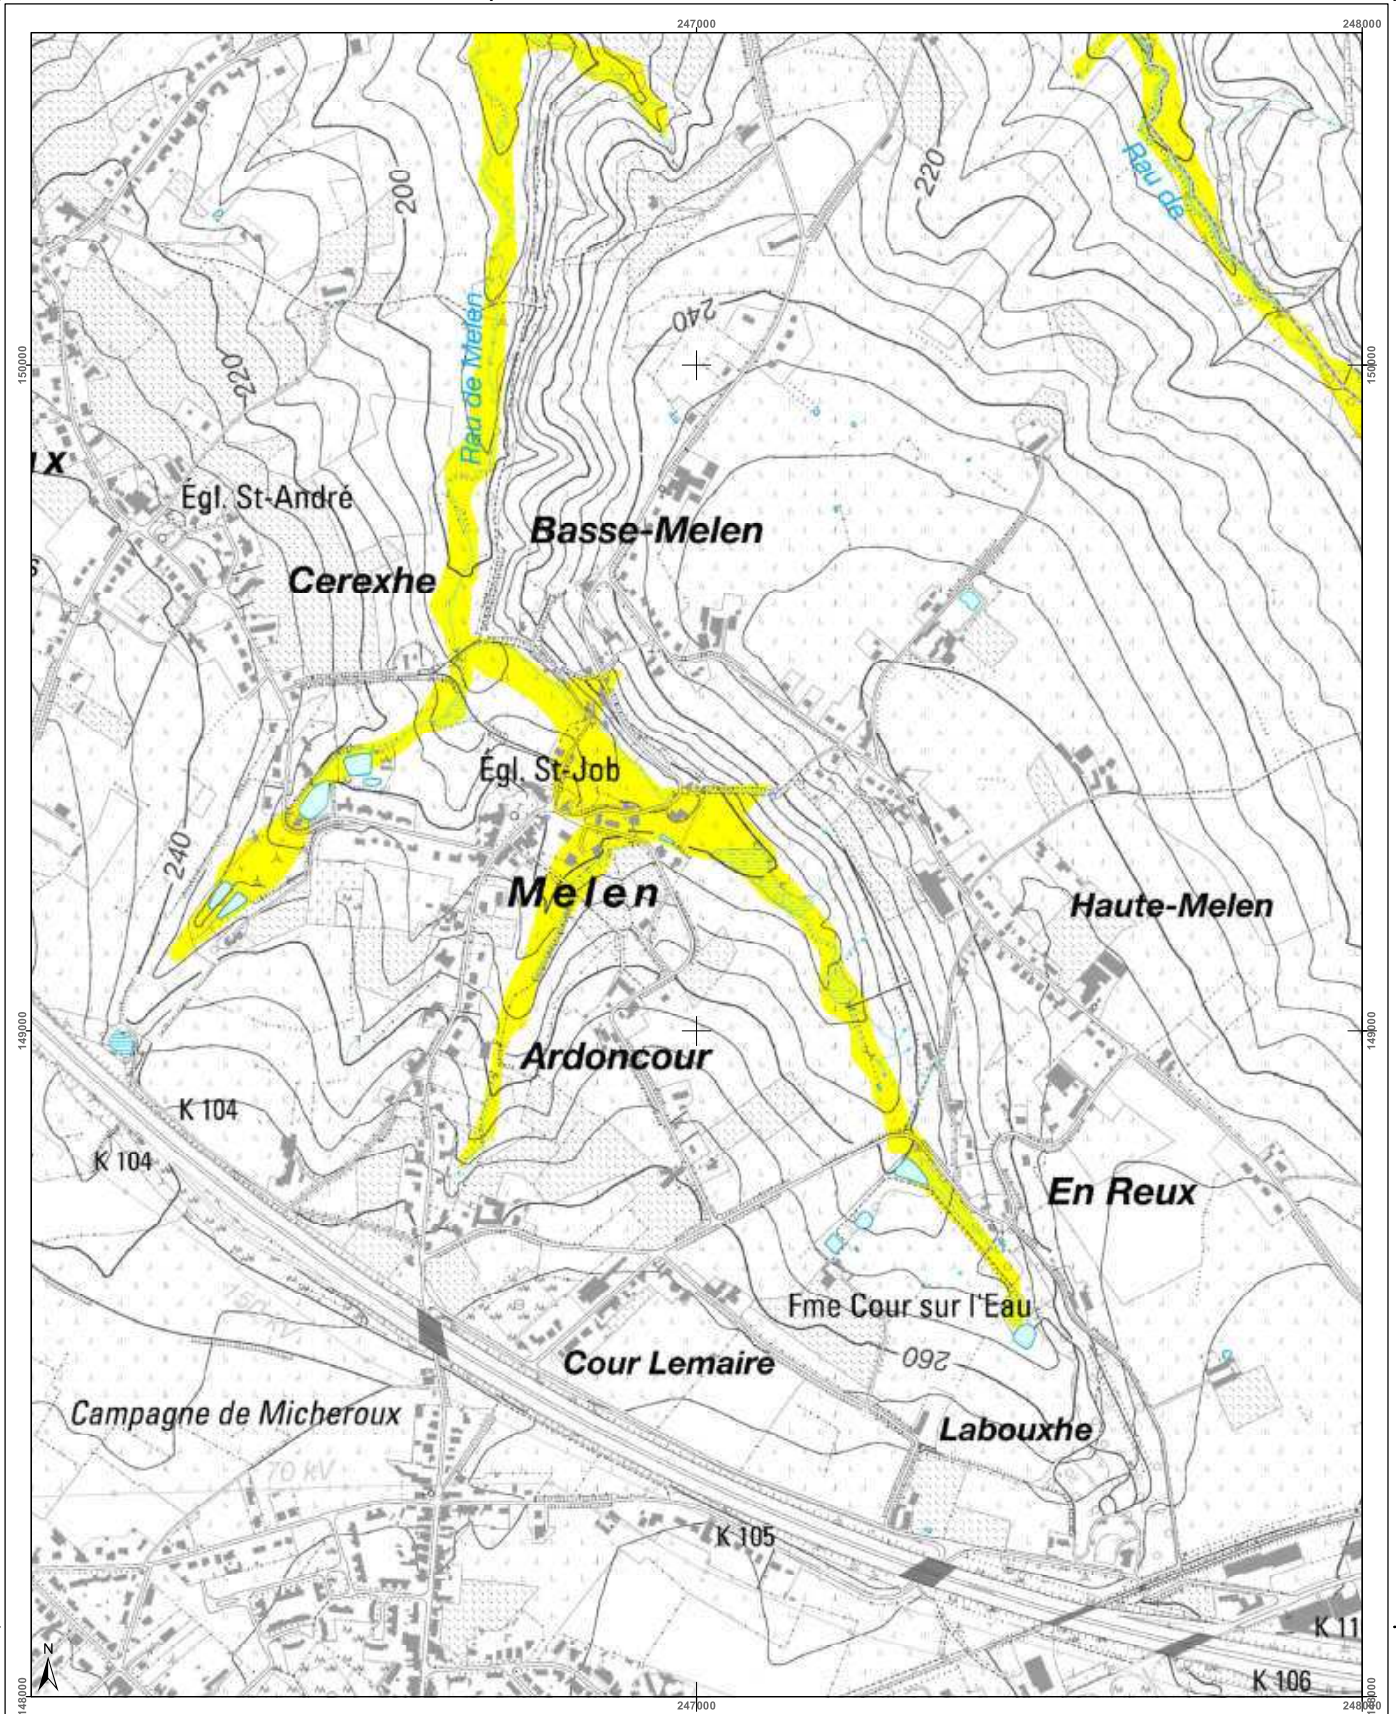 247000
248000
200
220
Rau de
Rau de Melen
240
150000
150000
220
x
Égl. St-André
Basse-Melen
Cerexhe
s
Égl. St-Job
240
Melen
Haute-Melen
149000
149000
Ardoncour
K 104
K 104
En Reux
Fme Cour sur l'Eau
260
Cour Lemaire
Campagne de Micheroux
Labouxhe
70 kV
K 105
K 11
K 106
N
148000
148000
247000
248000